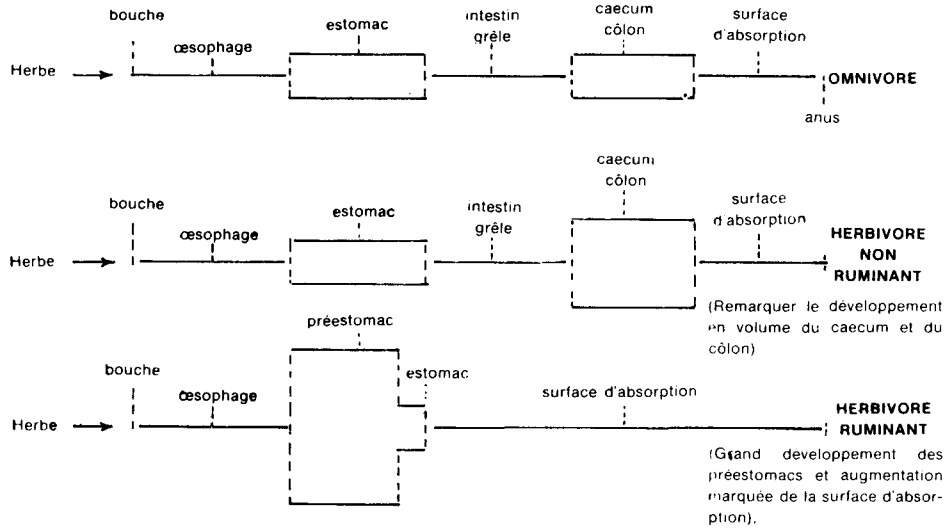 bouche
œsophage
estomac
intestin
grêle
caecum
côlon
surface
d'absorption
Herbe
OMNIVORE
anus
bouche
œsophage
estomac
intestin
grêle
caecum
côlon
surface
d'absorption
Herbe
HERBIVORE
NON
RUMINANT
(Remarquer le développement
en volume du caecum et du
côlon)
bouche
œsophage
préestomac
estomac
surface d'absorption
Herbe
HERBIVORE
RUMINANT
(Grand développement des
préestomacs et augmentation
marquée de la surface d'absor-
ption).